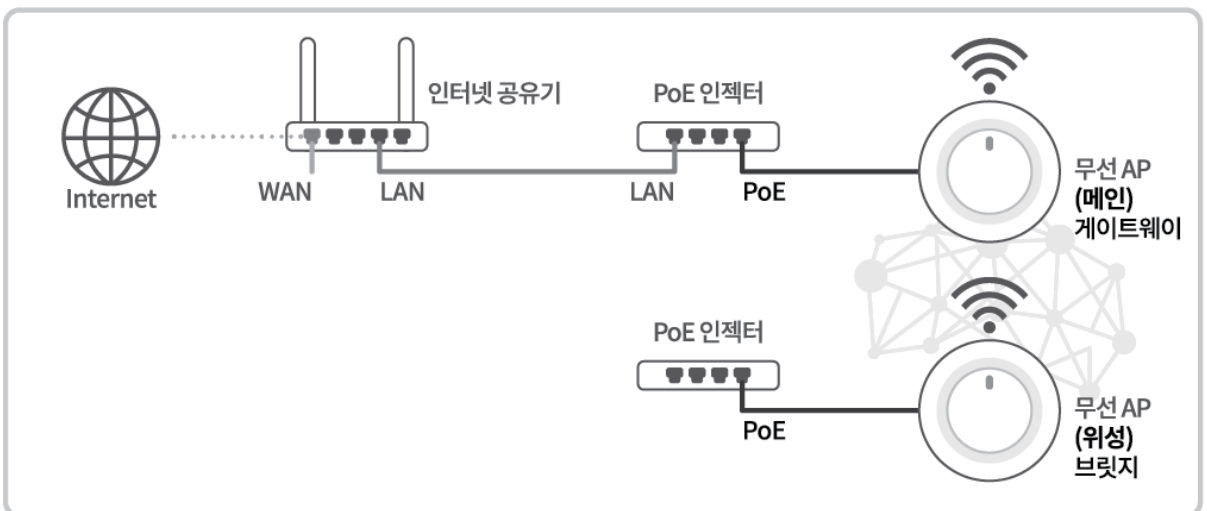 인터넷 공유기
PoE 인젝터
Internet
WAN
LAN
LAN
PoE
무선 AP
(메인)
게이트웨이
PoE 인젝터
PoE
무선 AP
(위성)
브릿지